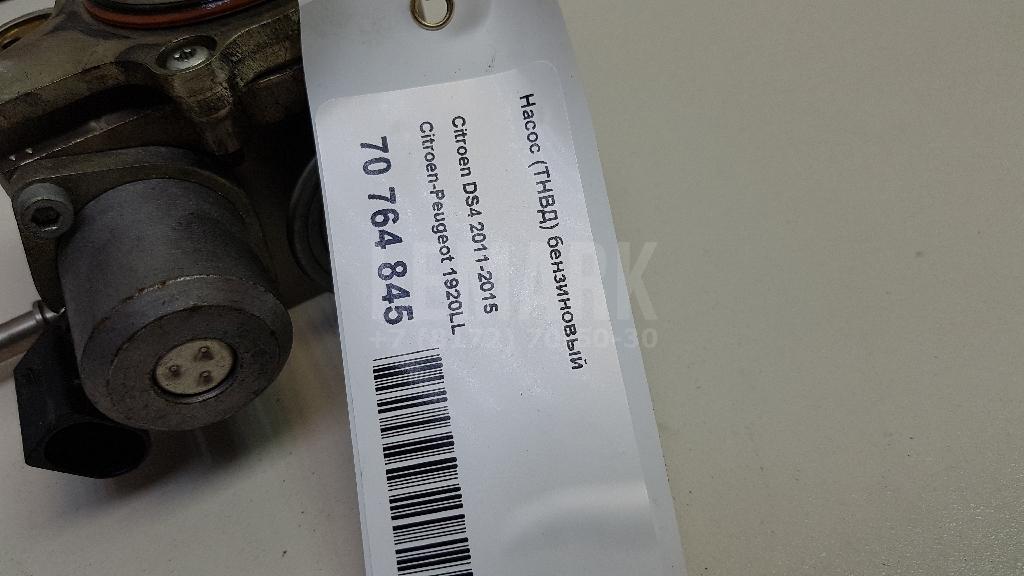 Насос (ТНВД) бензиновый
Citroen DS4 2011-2015
Citroen-Peugeot 1920LL
70 764 845